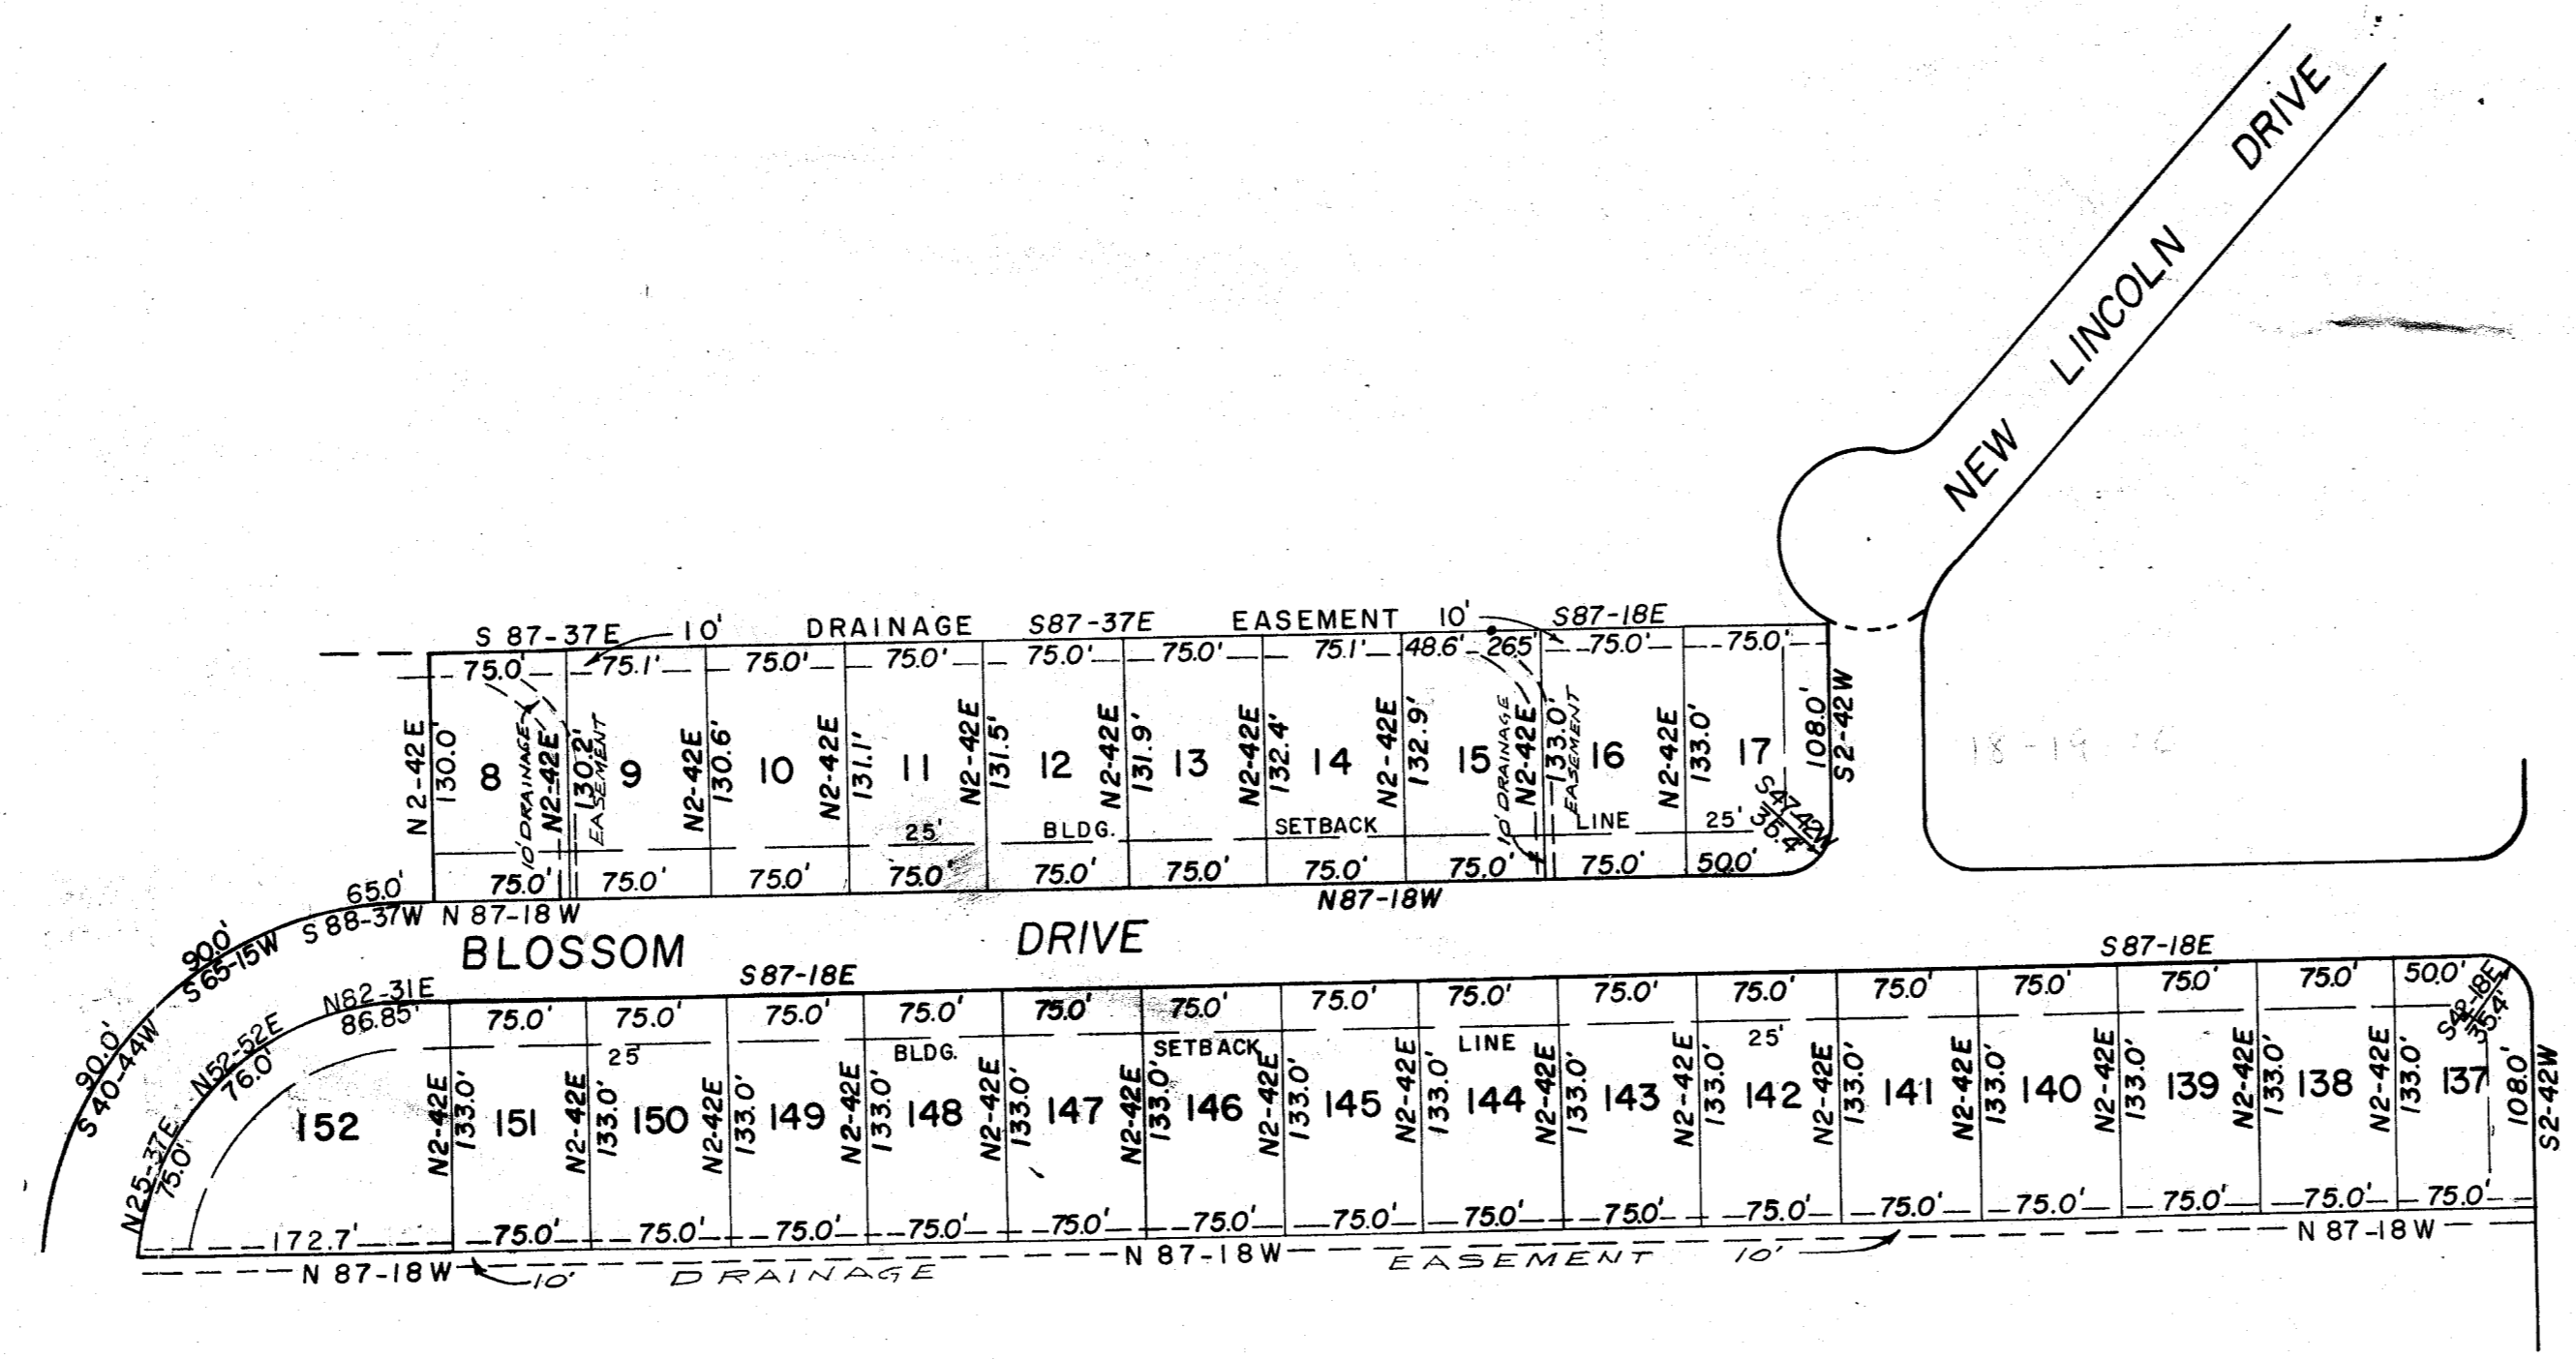 NEW LINCOLN DRIVE
S 87-37E 10' DRAINAGE S87-37E EASEMENT 10' S87-18E
75.0' 75.1' 75.0' 75.0' 75.0' 75.0' 75.1' 48.6' 26.5' 75.0' 75.0'
N2-42E 130.0' 8 10' DRAINAGE N2-42E 130.2' EASEMENT 9 N2-42E 130.6' 10 N2-42E 131.1' 11 N2-42E 131.5' 12 N2-42E 131.9' 13 N2-42E 132.4' 14 N2-42E 132.9' 15 10' DRAINAGE N2-42E 133.0' EASEMENT 16 N2-42E 133.0' 17 108.0' S2-42W
S47-42W 35.4'
25' BLDG. SETBACK LINE 25'
75.0' 75.0' 75.0' 75.0' 75.0' 75.0' 75.0' 75.0' 75.0' 50.0'
18-19
65.0'
S 88-37W N 87-18 W N87-18W
90.0'
S65-15W
90.0'
S40-44W
BLOSSOM DRIVE
S87-18E S87-18E
N82-31E
86.85' 75.0' 75.0' 75.0' 75.0' 75.0' 75.0' 75.0' 75.0' 75.0' 75.0' 75.0' 75.0' 75.0' 75.0' 50.0'
S42-18E 35.4'
N52-52E
76.0'
N25-37E
75.0'
25' BLDG. SETBACK LINE 25'
152 N2-42E 133.0' 151 N2-42E 133.0' 150 N2-42E 133.0' 149 N2-42E 133.0' 148 N2-42E 133.0' 147 N2-42E 133.0' 146 N2-42E 133.0' 145 N2-42E 133.0' 144 N2-42E 133.0' 143 N2-42E 133.0' 142 N2-42E 133.0' 141 N2-42E 133.0' 140 N2-42E 133.0' 139 N2-42E 133.0' 138 N2-42E 133.0' 137 108.0' S2-42W
172.7' 75.0' 75.0' 75.0' 75.0' 75.0' 75.0' 75.0' 75.0' 75.0' 75.0' 75.0' 75.0' 75.0' 75.0' 75.0'
N 87-18 W 10' DRAINAGE N 87-18 W EASEMENT 10' N 87-18 W